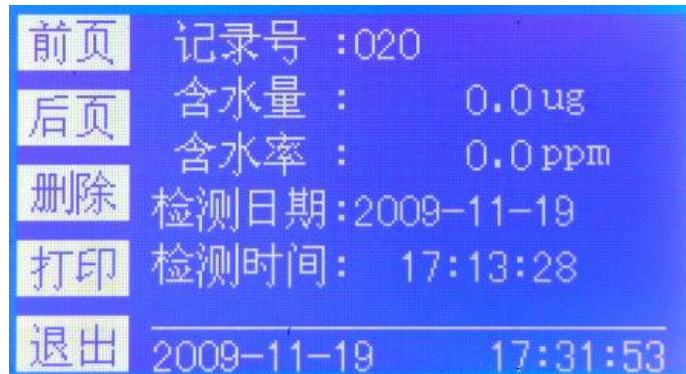 前页 记录号 :020
后页 含水量 : 0.0ug
含水率 : 0.0ppm
删除 检测日期:2009-11-19
打印 检测时间: 17:13:28
退出 2009-11-19 17:31:53